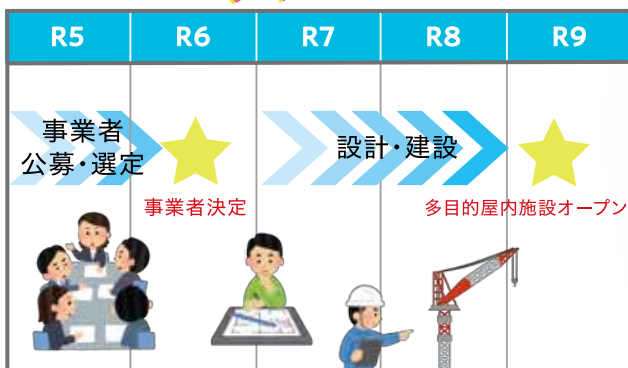 R5
R6
R7
R8
R9
事業者
公募・選定
設計・建設
事業者決定
多目的屋内施設オープン